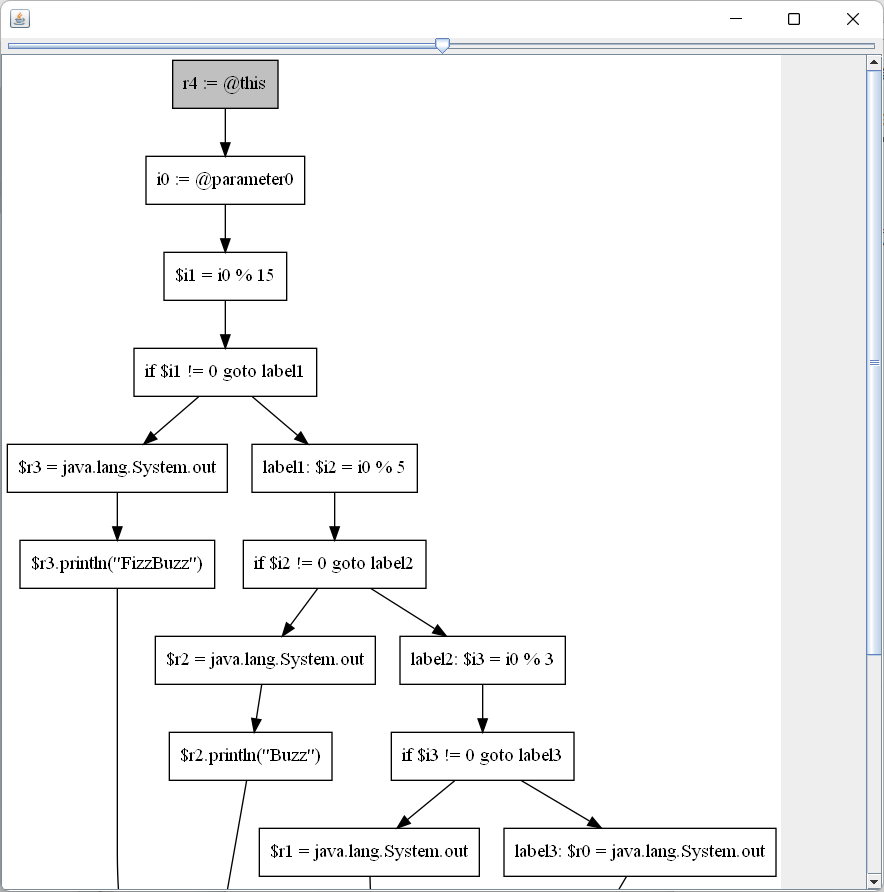 r4 := @this
i0 := @parameter0
$i1 = i0 % 15
if $i1 != 0 goto label1
$r3 = java.lang.System.out
label1: $i2 = i0 % 5
$r3.println("FizzBuzz")
if $i2 != 0 goto label2
$r2 = java.lang.System.out
label2: $i3 = i0 % 3
$r2.println("Buzz")
if $i3 != 0 goto label3
$r1 = java.lang.System.out
label3: $r0 = java.lang.System.out